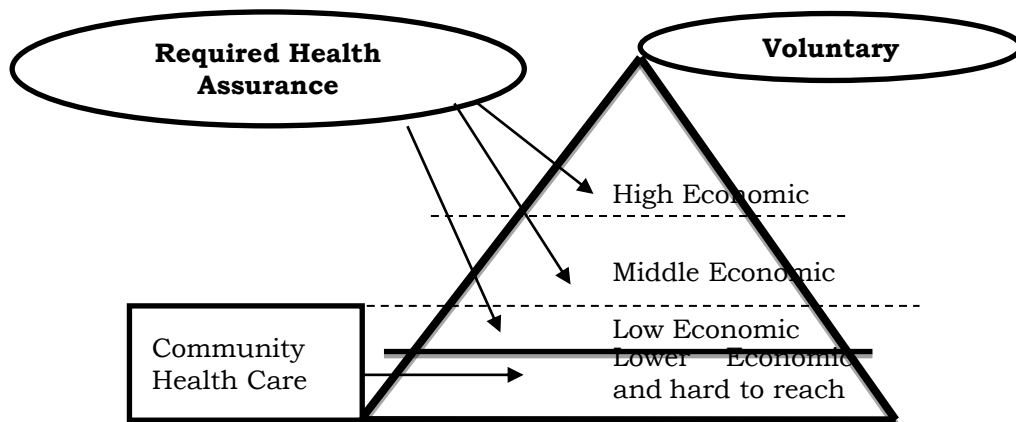 Required Health
Assurance
Voluntary
High Economic
Middle Economic
Low Economic
Lower Economic
and hard to reach
Community
Health Care